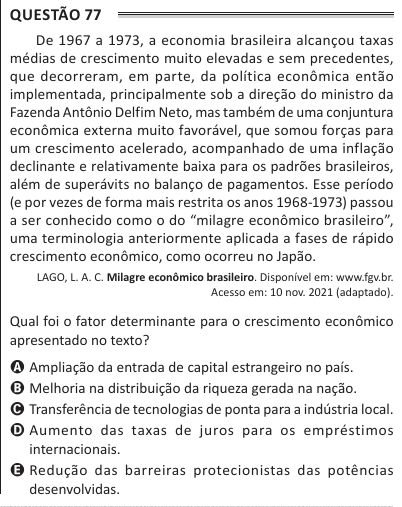 QUESTÃO 77
De 1967 a 1973, a economia brasileira alcançou taxas
médias de crescimento muito elevadas e sem precedentes,
que decorreram, em parte, da política econômica então
implementada, principalmente sob a direção do ministro da
Fazenda Antônio Delfim Neto, mas também de uma conjuntura
econômica externa muito favorável, que somou forças para
um crescimento acelerado, acompanhado de uma inflação
declinante e relativamente baixa para os padrões brasileiros,
além de superávits no balanço de pagamentos. Esse período
(e por vezes de forma mais restrita os anos 1968-1973) passou
a ser conhecido como o do “milagre econômico brasileiro”,
uma terminologia anteriormente aplicada a fases de rápido
crescimento econômico, como ocorreu no Japão.
LAGO, L. A. C. Milagre econômico brasileiro. Disponível em: www.fgv.br.
Acesso em: 10 nov. 2021 (adaptado).
Qual foi o fator determinante para o crescimento econômico
apresentado no texto?
A Ampliação da entrada de capital estrangeiro no país.
B Melhoria na distribuição da riqueza gerada na nação.
C Transferência de tecnologias de ponta para a indústria local.
D Aumento das taxas de juros para os empréstimos
internacionais.
E Redução das barreiras protecionistas das potências
desenvolvidas.